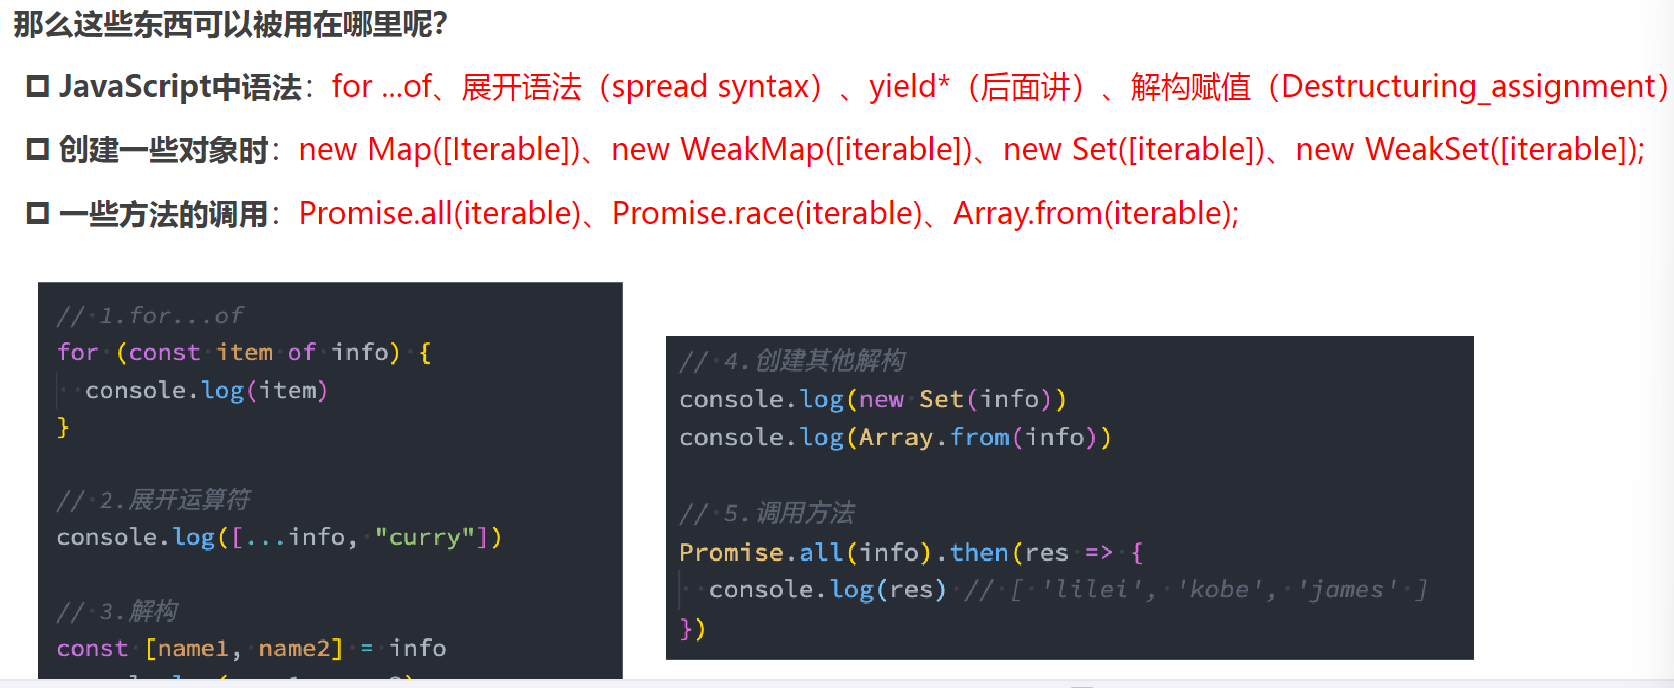 那么这些东西可以被用在哪里呢?
JavaScript中语法：for ...of、展开语法（spread syntax）、yield*（后面讲）、解构赋值（Destructuring_assignment）
创建一些对象时：new Map([Iterable])、new WeakMap([iterable])、new Set([iterable])、new WeakSet([iterable]);
一些方法的调用：Promise.all(iterable)、Promise.race(iterable)、Array.from(iterable);
// 1.for...of
for (const item of info) {
  console.log(item)
}
// 2.展开运算符
console.log([...info, "curry"])
// 3.解构
const [name1, name2] = info
// 4.创建其他解构
console.log(new Set(info))
console.log(Array.from(info))
// 5.调用方法
Promise.all(info).then(res => {
  console.log(res) // [ 'lilei', 'kobe', 'james' ]
})